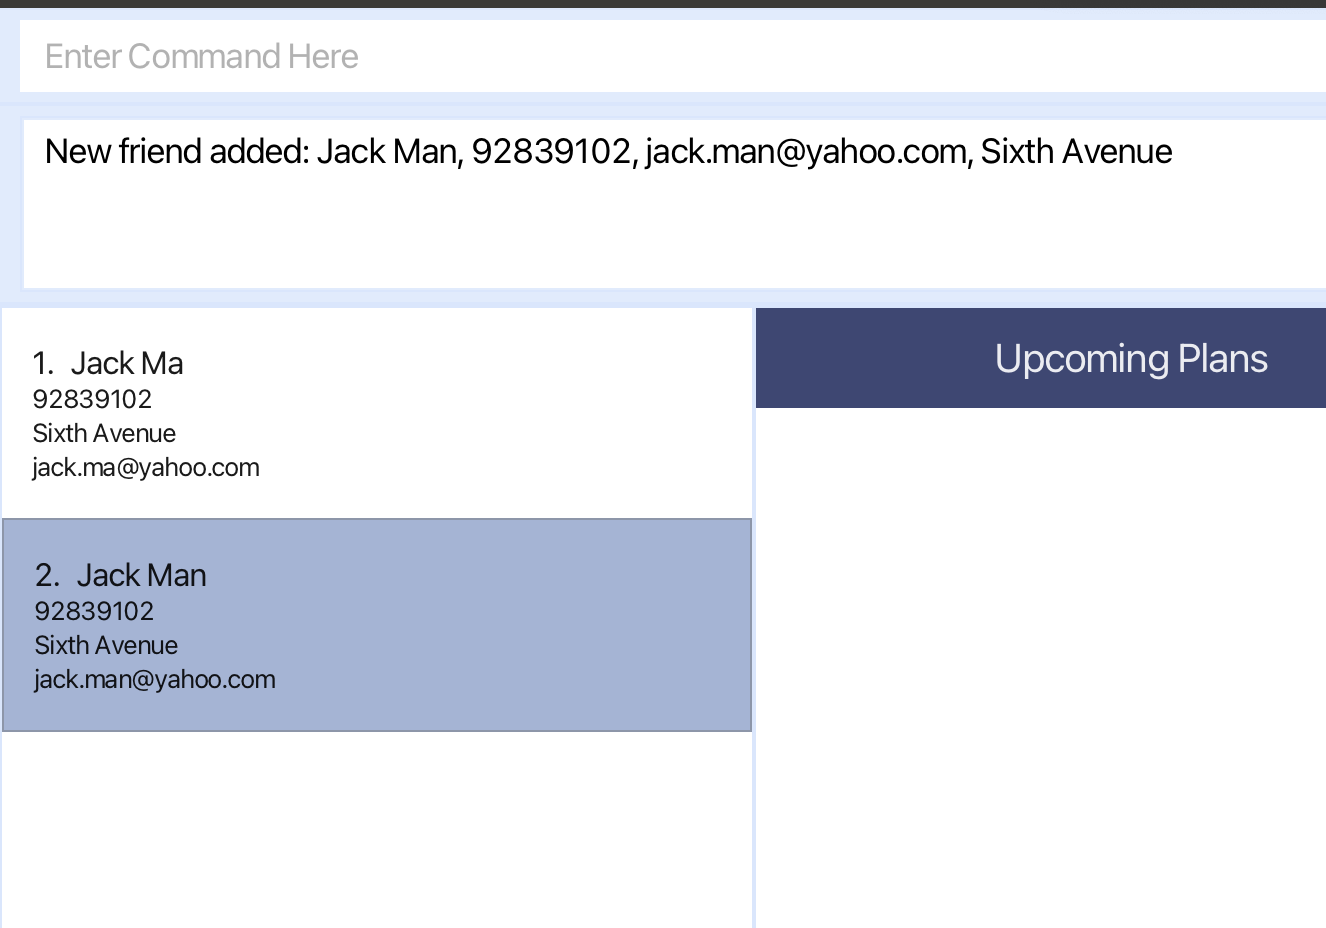 Enter Command Here
New friend added: Jack Man, 92839102, jack.man@yahoo.com, Sixth Avenue
1. Jack Ma
92839102
Sixth Avenue
jack.ma@yahoo.com
2. Jack Man
92839102
Sixth Avenue
jack.man@yahoo.com
Upcoming Plans